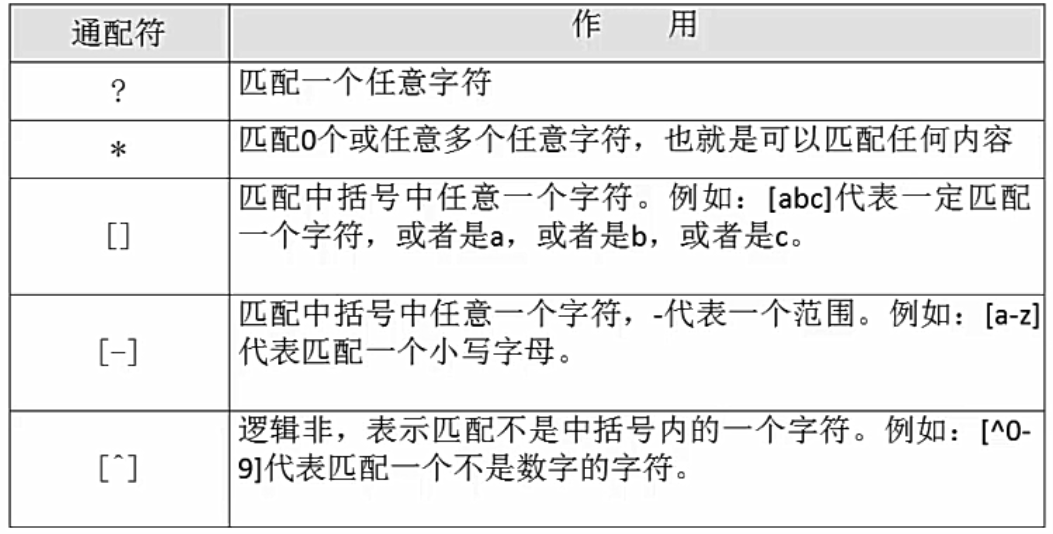 通配符 作 用
? 匹配一个任意字符
* 匹配0个或任意多个任意字符，也就是可以匹配任何内容
[] 匹配中括号中任意一个字符。例如：[abc]代表一定匹配
一个字符，或者是a，或者是b，或者是c。
[-] 匹配中括号中任意一个字符，-代表一个范围。例如：[a-z]
代表匹配一个小写字母。
[^] 逻辑非，表示匹配不是中括号内的一个字符。例如：[^0-
9]代表匹配一个不是数字的字符。